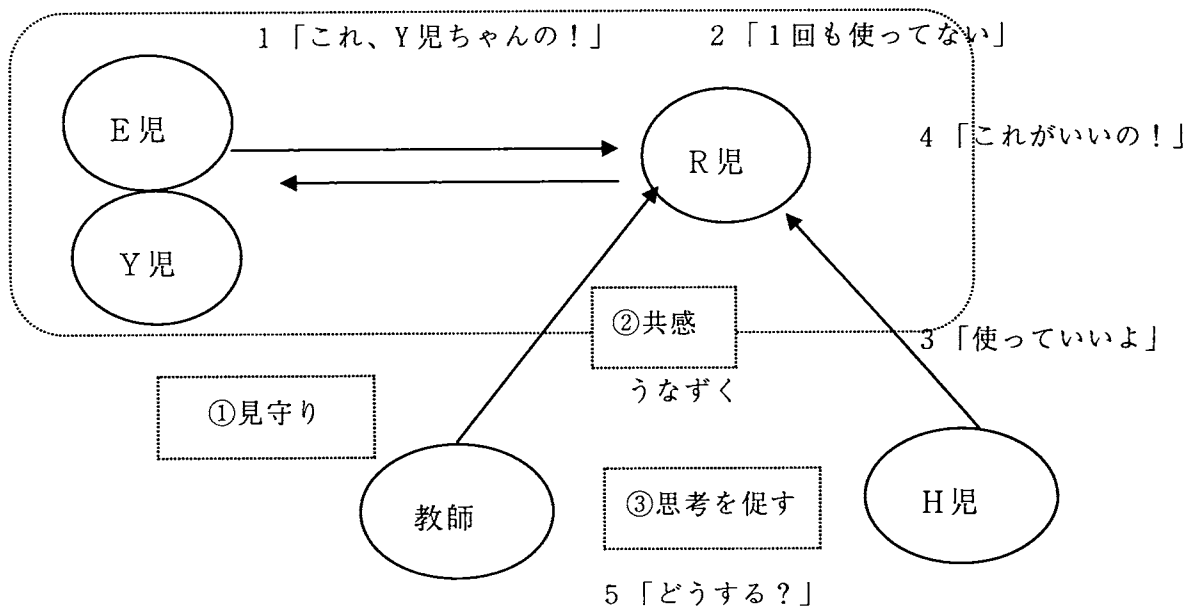 1「これ、Y児ちゃんの！」
2「1回も使ってない」
E児
R児
4「これがいいの！」
Y児
②共感
3「使っていいよ」
うなずく
①見守り
教師
③思考を促す
H児
5「どうする？」